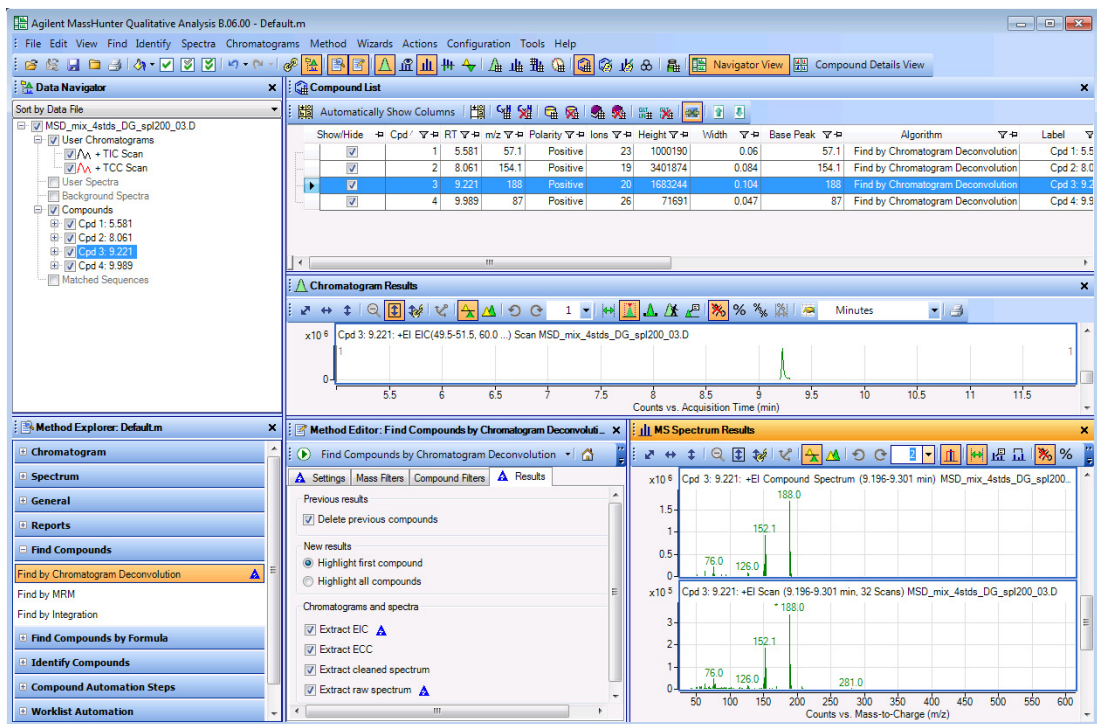 Agilent MassHunter Qualitative Analysis B.06.00 - Default.m
File Edit View Find Identify Spectra Chromatograms Method Wizards Actions Configuration Tools Help
Navigator View Compound Details View
Data Navigator
Sort by Data File
MSD_mix_4stds_DG_spl200_03.D
User Chromatograms
+ TIC Scan
+ TCC Scan
User Spectra
Background Spectra
Compounds
Cpd 1: 5.581
Cpd 2: 8.061
Cpd 3: 9.221
Cpd 4: 9.989
Matched Sequences
Compound List
Automatically Show Columns
Show/Hide Cpd RT m/z Polarity Ions Height Width Base Peak Algorithm Label
1 5.581 57.1 Positive 23 1000190 0.06 57.1 Find by Chromatogram Deconvolution Cpd 1: 5.5
2 8.061 154.1 Positive 19 3401874 0.084 154.1 Find by Chromatogram Deconvolution Cpd 2: 8.0
3 9.221 188 Positive 20 1683244 0.104 188 Find by Chromatogram Deconvolution Cpd 3: 9.2
4 9.989 87 Positive 26 71691 0.047 87 Find by Chromatogram Deconvolution Cpd 4: 9.9
Chromatogram Results
1 % Minutes
x10 6 Cpd 3: 9.221: +EI EIC(49.5-51.5, 60.0 ...) Scan MSD_mix_4stds_DG_spl200_03.D
1 1
0
5.5 6 6.5 7 7.5 8 8.5 9 9.5 10 10.5 11 11.5
Counts vs. Acquisition Time (min)
Method Explorer: Default.m
Chromatogram
Spectrum
General
Reports
Find Compounds
Find by Chromatogram Deconvolution
Find by MRM
Find by Integration
Find Compounds by Formula
Identify Compounds
Compound Automation Steps
Worklist Automation
Method Editor: Find Compounds by Chromatogram Deconvoluti...
Find Compounds by Chromatogram Deconvolution
Settings Mass Filters Compound Filters Results
Previous results
Delete previous compounds
New results
Highlight first compound
Highlight all compounds
Chromatograms and spectra
Extract EIC
Extract ECC
Extract cleaned spectrum
Extract raw spectrum
MS Spectrum Results
2 %
x10 6 Cpd 3: 9.221: +EI Compound Spectrum (9.196-9.301 min) MSD_mix_4stds_DG_spl200...
188.0
1.5
152.1
1
0.5
76.0 126.0
0
x10 5 Cpd 3: 9.221: +EI Scan (9.196-9.301 min, 32 Scans) MSD_mix_4stds_DG_spl200_03.D
* 188.0
3
152.1
2
1
76.0 126.0 281.0
0
50 100 150 200 250 300 350 400 450 500 550 600
Counts vs. Mass-to-Charge (m/z)